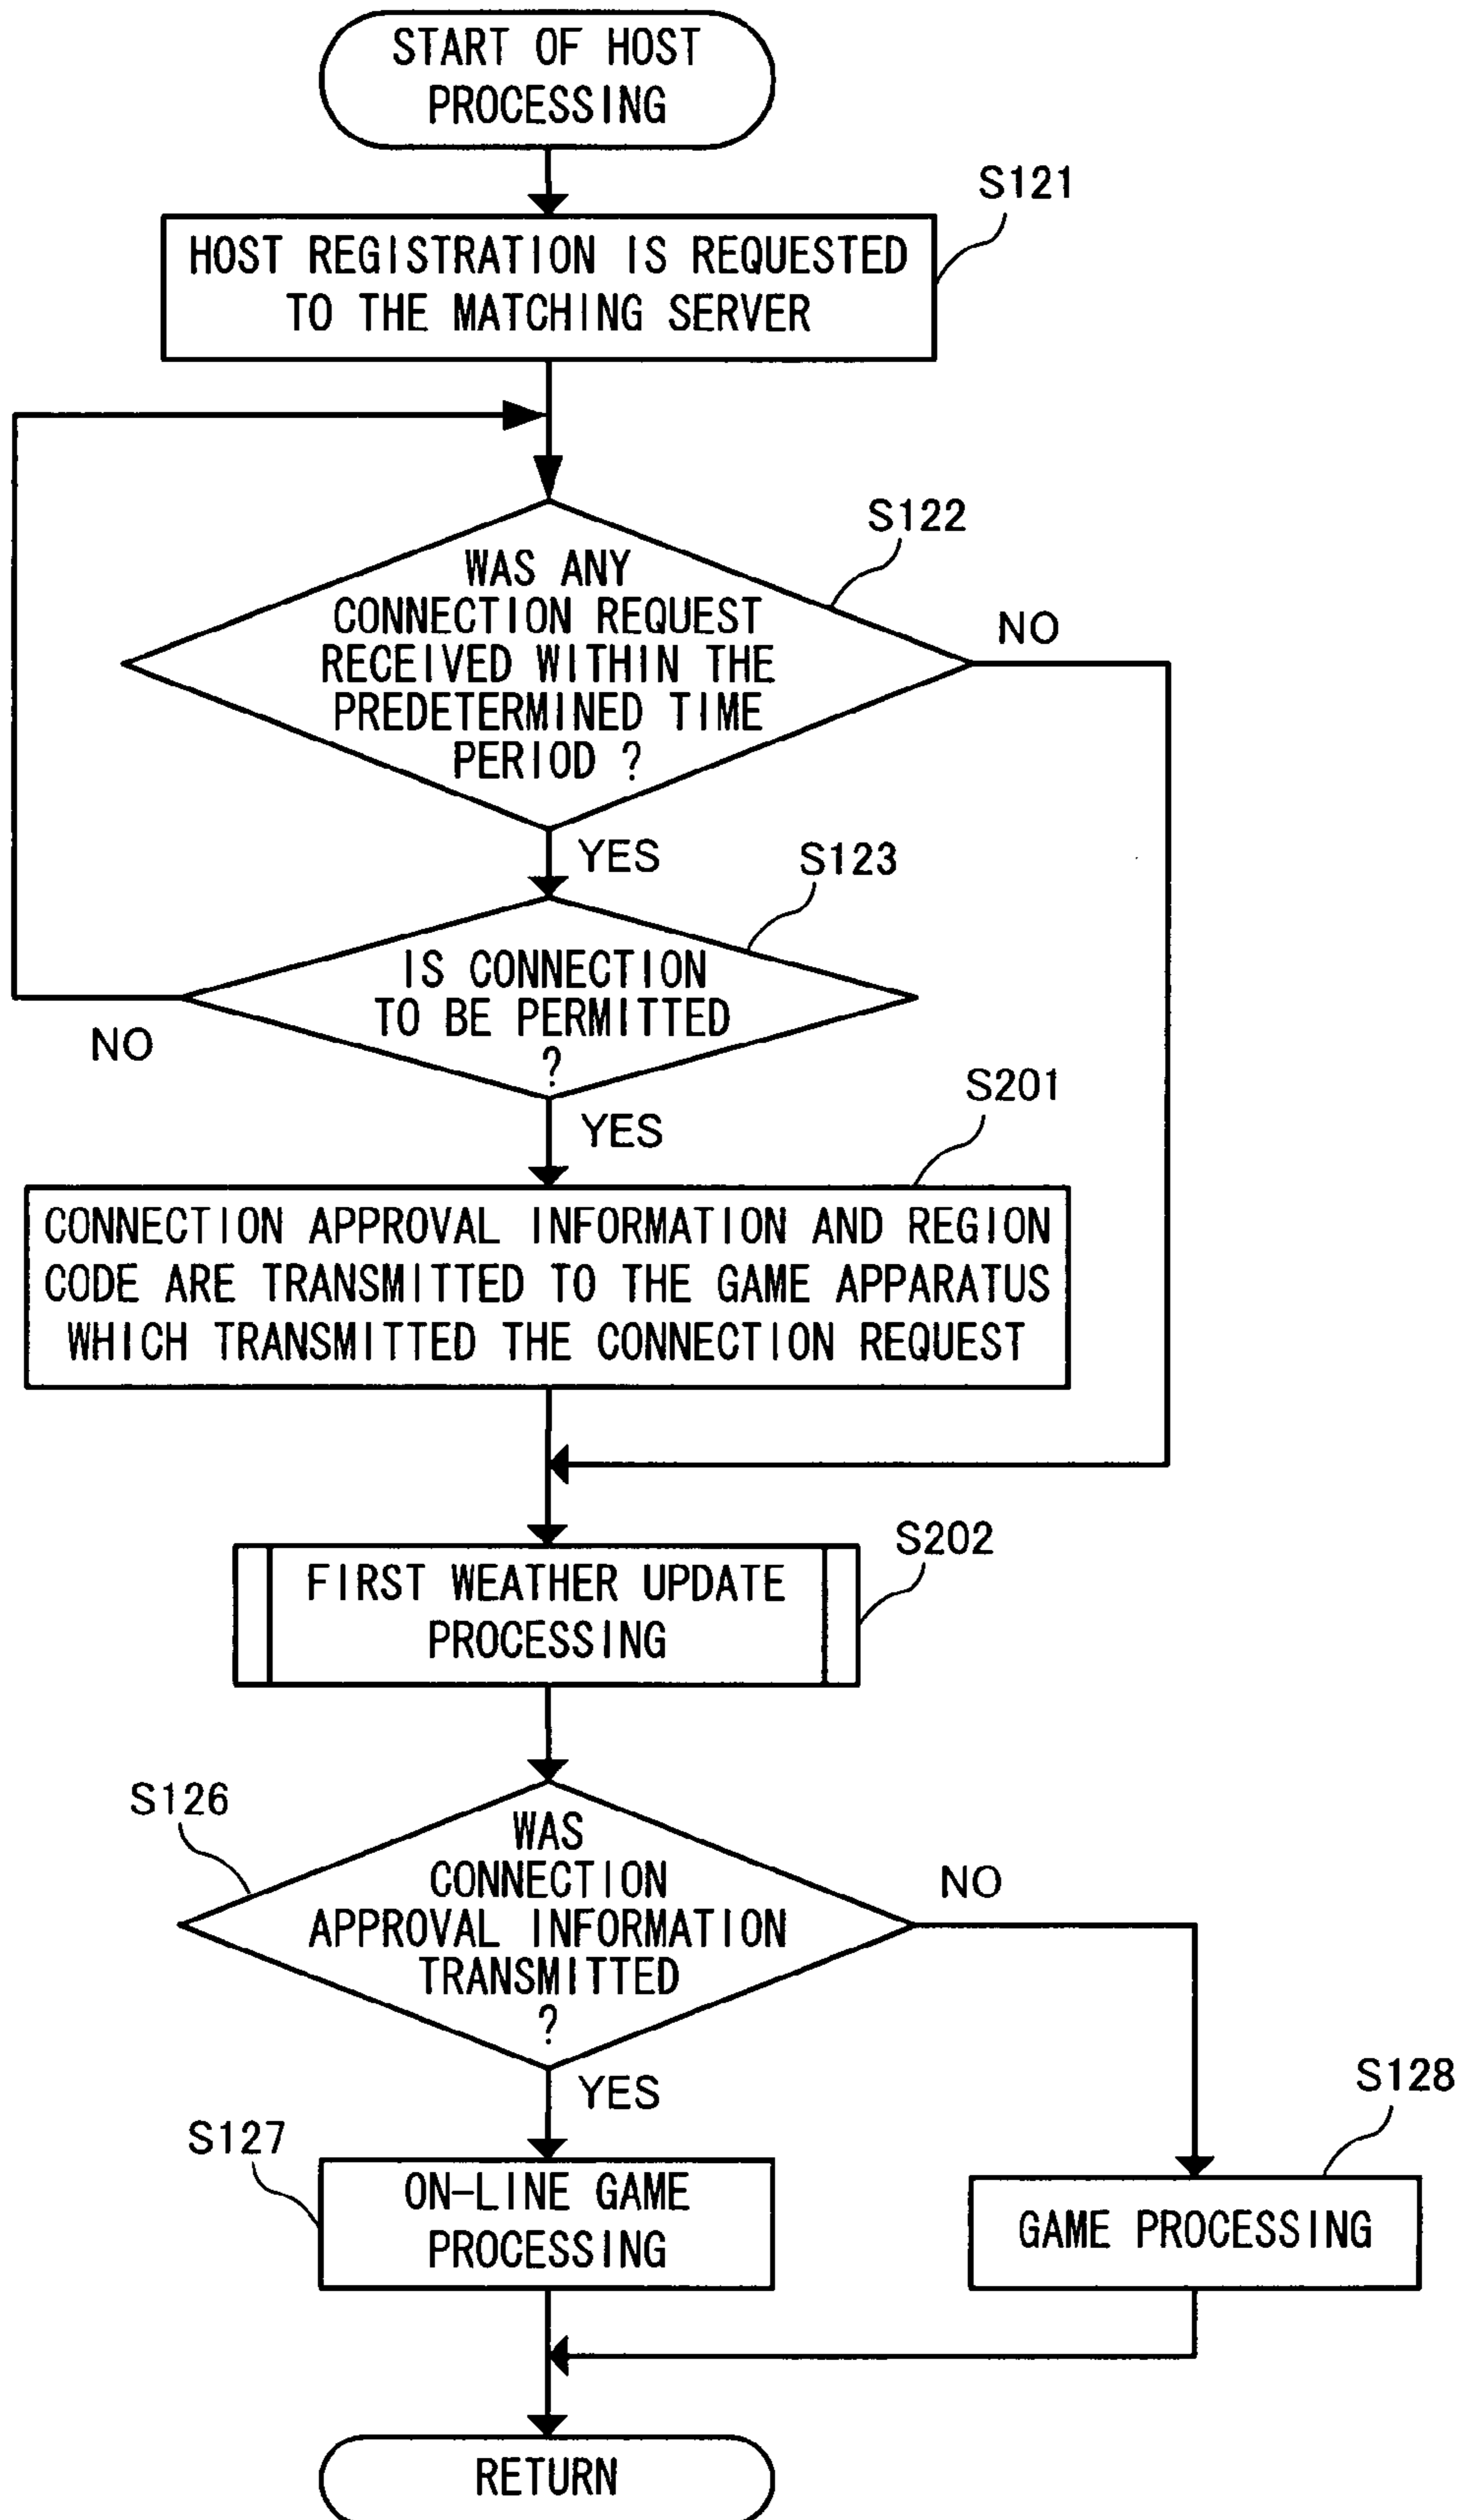 START OF HOST
PROCESSING
S121
HOST REGISTRATION IS REQUESTED
TO THE MATCHING SERVER
S122
WAS ANY
CONNECTION REQUEST
RECEIVED WITHIN THE
PREDETERMINED TIME
PERIOD ?
NO
YES
S123
IS CONNECTION
TO BE PERMITTED
?
NO
YES
S201
CONNECTION APPROVAL INFORMATION AND REGION
CODE ARE TRANSMITTED TO THE GAME APPARATUS
WHICH TRANSMITTED THE CONNECTION REQUEST
S202
FIRST WEATHER UPDATE
PROCESSING
S126
WAS
CONNECTION
APPROVAL INFORMATION
TRANSMITTED
?
NO
YES
S127
ON-LINE GAME
PROCESSING
S128
GAME PROCESSING
RETURN